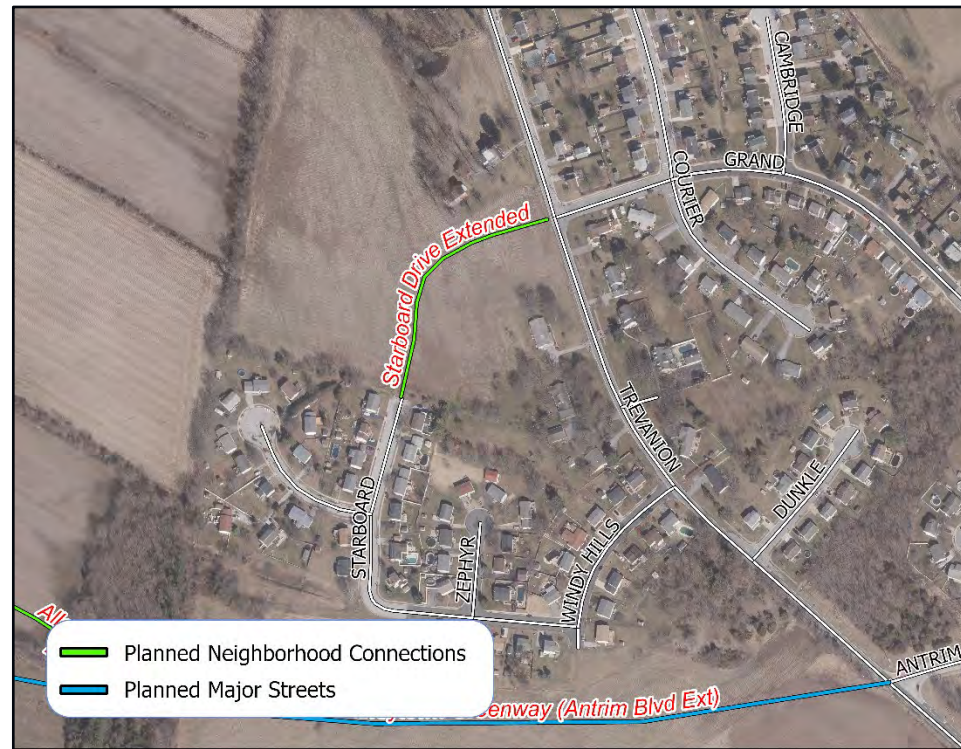 CAMBRIDGE
GRAND
COURIER
Starboard Drive Extended
TREVANION
DUNKLE
STARBOARD
ZEPHYR
WINDY HILLS
ANTRIM
Planned Neighborhood Connections
Planned Major Streets
(Antrim Blvd Ext)